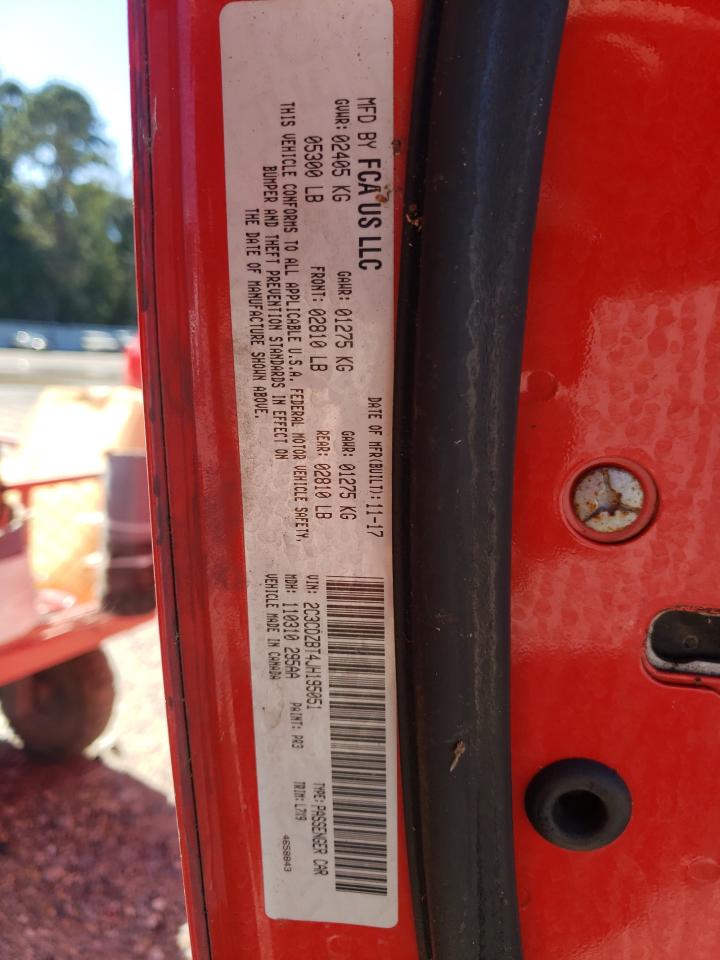 MFD BY FCA US LLC
DATE OF MFR(BUILT): 11-17
GVWR: 02405 KG GAWR: 01275 KG GAWR: 01275 KG
05300 LB FRONT: 02810 LB REAR: 02810 LB
THIS VEHICLE CONFORMS TO ALL APPLICABLE U.S.A. FEDERAL MOTOR VEHICLE SAFETY,
BUMPER AND THEFT PREVENTION STANDARDS IN EFFECT ON
THE DATE OF MANUFACTURE SHOWN ABOVE.
VIN: 2C3CDZBT4JH195051 TYPE: PASSENGER CAR
MDH: 110310 295AA PAINT: PR3 TRIM: L7X9
VEHICLE MADE IN CANADA
4658843